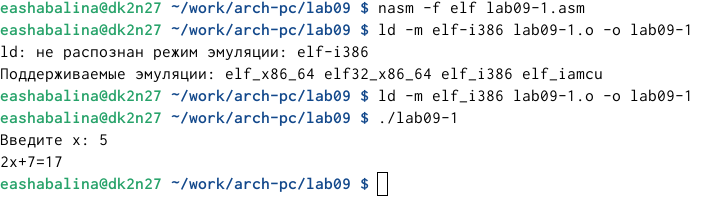 eashabalina@dk2n27 ~/work/arch-pc/lab09 $ nasm -f elf lab09-1.asm
eashabalina@dk2n27 ~/work/arch-pc/lab09 $ ld -m elf-i386 lab09-1.o -o lab09-1
ld: не распознан режим эмуляции: elf-i386
Поддерживаемые эмуляции: elf_x86_64 elf32_x86_64 elf_i386 elf_iamcu
eashabalina@dk2n27 ~/work/arch-pc/lab09 $ ld -m elf_i386 lab09-1.o -o lab09-1
eashabalina@dk2n27 ~/work/arch-pc/lab09 $ ./lab09-1
Введите x: 5
2x+7=17
eashabalina@dk2n27 ~/work/arch-pc/lab09 $